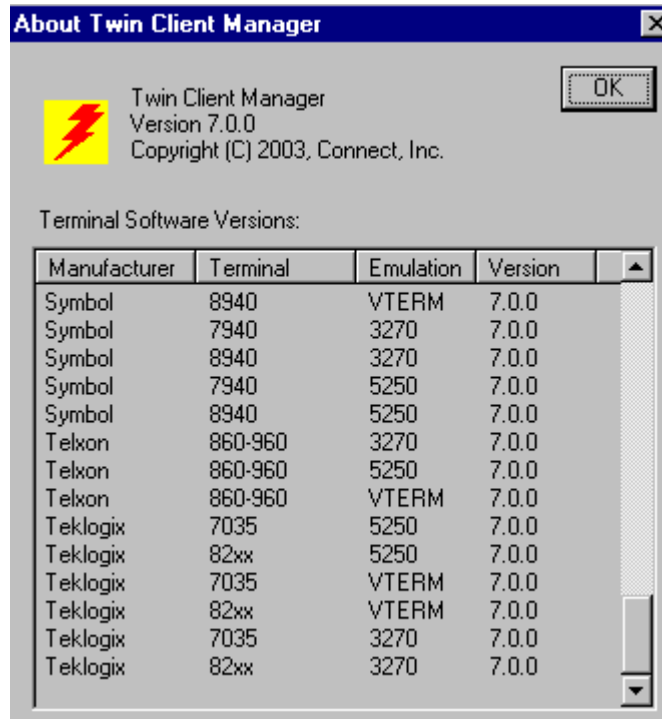 About Twin Client Manager
OK
Twin Client Manager
Version 7.0.0
Copyright (C) 2003, Connect, Inc.
Terminal Software Versions:
Manufacturer Terminal Emulation Version
Symbol 8940 VTERM 7.0.0
Symbol 7940 3270 7.0.0
Symbol 8940 3270 7.0.0
Symbol 7940 5250 7.0.0
Symbol 8940 5250 7.0.0
Telxon 860-960 3270 7.0.0
Telxon 860-960 5250 7.0.0
Telxon 860-960 VTERM 7.0.0
Teklogix 7035 5250 7.0.0
Teklogix 82xx 5250 7.0.0
Teklogix 7035 VTERM 7.0.0
Teklogix 82xx VTERM 7.0.0
Teklogix 7035 3270 7.0.0
Teklogix 82xx 3270 7.0.0